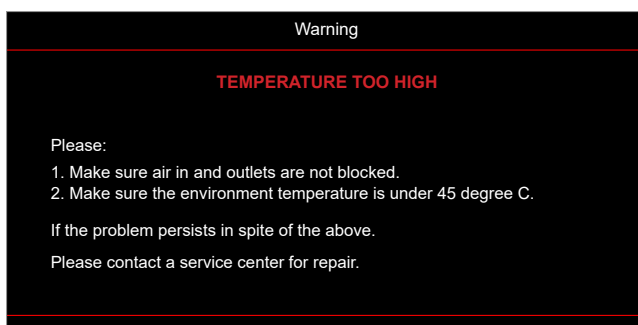 Warning
TEMPERATURE TOO HIGH
Please:
1. Make sure air in and outlets are not blocked.
2. Make sure the environment temperature is under 45 degree C.
If the problem persists in spite of the above.
Please contact a service center for repair.